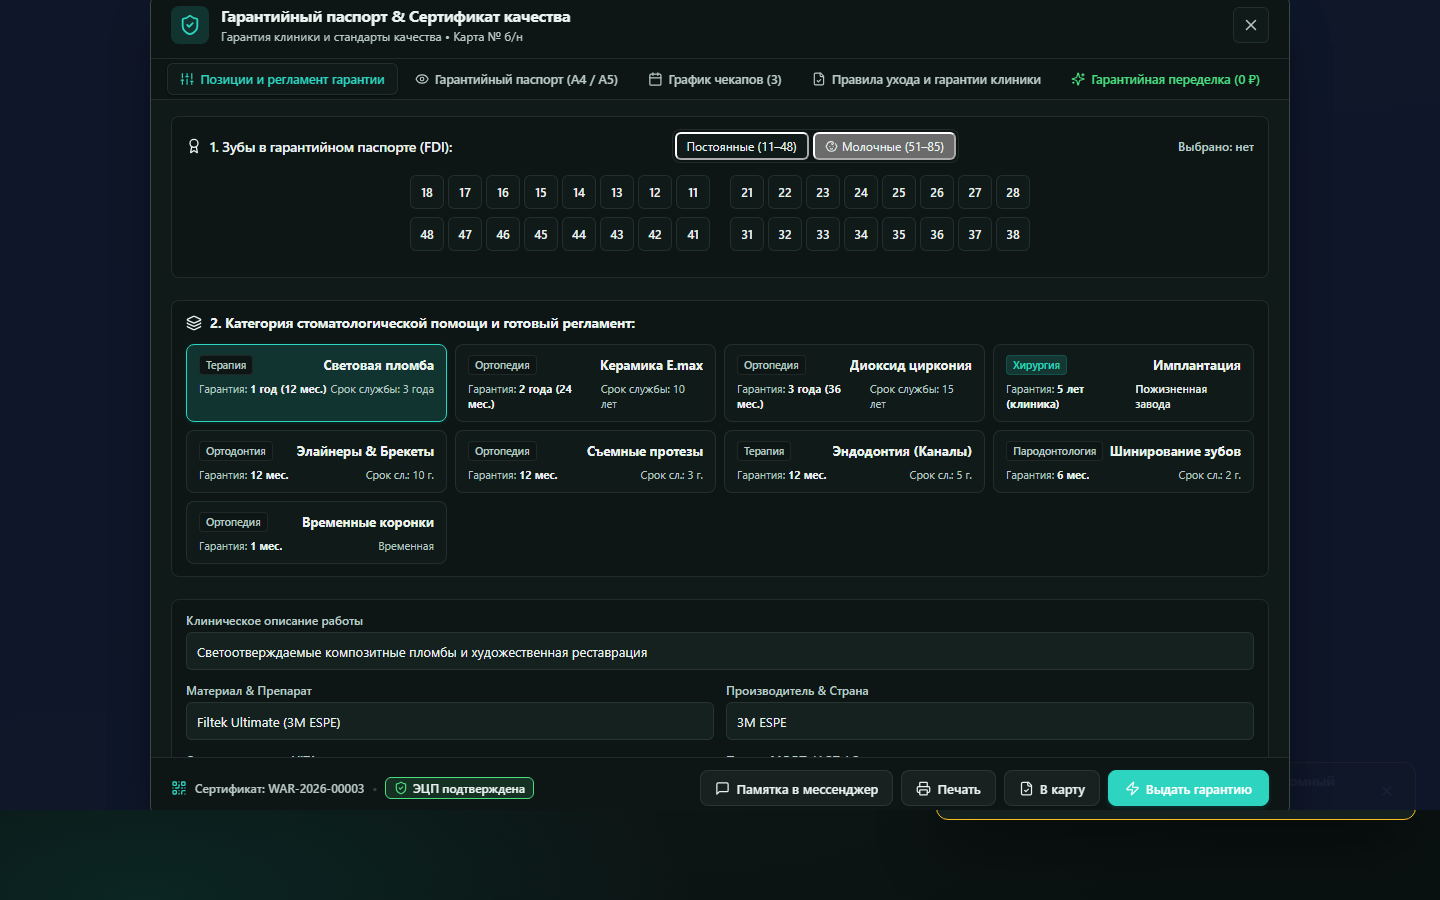 Гарантийный паспорт & Сертификат качества
Гарантия клиники и стандарты качества • Карта № б/н
Позиции и регламент гарантии
Гарантийный паспорт (А4 / А5)
График чекапов (3)
Правила ухода и гарантии клиники
Гарантийная переделка (0 ₽)
1. Зубы в гарантийном паспорте (FDI):
Постоянные (11–48)
Молочные (51–85)
Выбрано: нет
18 17 16 15 14 13 12 11 21 22 23 24 25 26 27 28
48 47 46 45 44 43 42 41 31 32 33 34 35 36 37 38
2. Категория стоматологической помощи и готовый регламент:
Терапия
Световая пломба
Гарантия: 1 год (12 мес.)
Срок службы: 3 года
Ортопедия
Керамика E.max
Гарантия: 2 года (24 мес.)
Срок службы: 10 лет
Ортопедия
Диоксид циркония
Гарантия: 3 года (36 мес.)
Срок службы: 15 лет
Хирургия
Имплантация
Гарантия: 5 лет (клиника)
Пожизненная завода
Ортодонтия
Элайнеры & Брекеты
Гарантия: 12 мес.
Срок сл.: 10 г.
Ортопедия
Съемные протезы
Гарантия: 12 мес.
Срок сл.: 3 г.
Терапия
Эндодонтия (Каналы)
Гарантия: 12 мес.
Срок сл.: 5 г.
Пародонтология
Шинирование зубов
Гарантия: 6 мес.
Срок сл.: 2 г.
Ортопедия
Временные коронки
Гарантия: 1 мес.
Временная
Клиническое описание работы
Светоотверждаемые композитные пломбы и художественная реставрация
Материал & Препарат
Производитель & Страна
Filtek Ultimate (3M ESPE)
3M ESPE
Сертификат: WAR-2026-00003
ЭЦП подтверждена
Памятка в мессенджер
Печать
В карту
Выдать гарантию